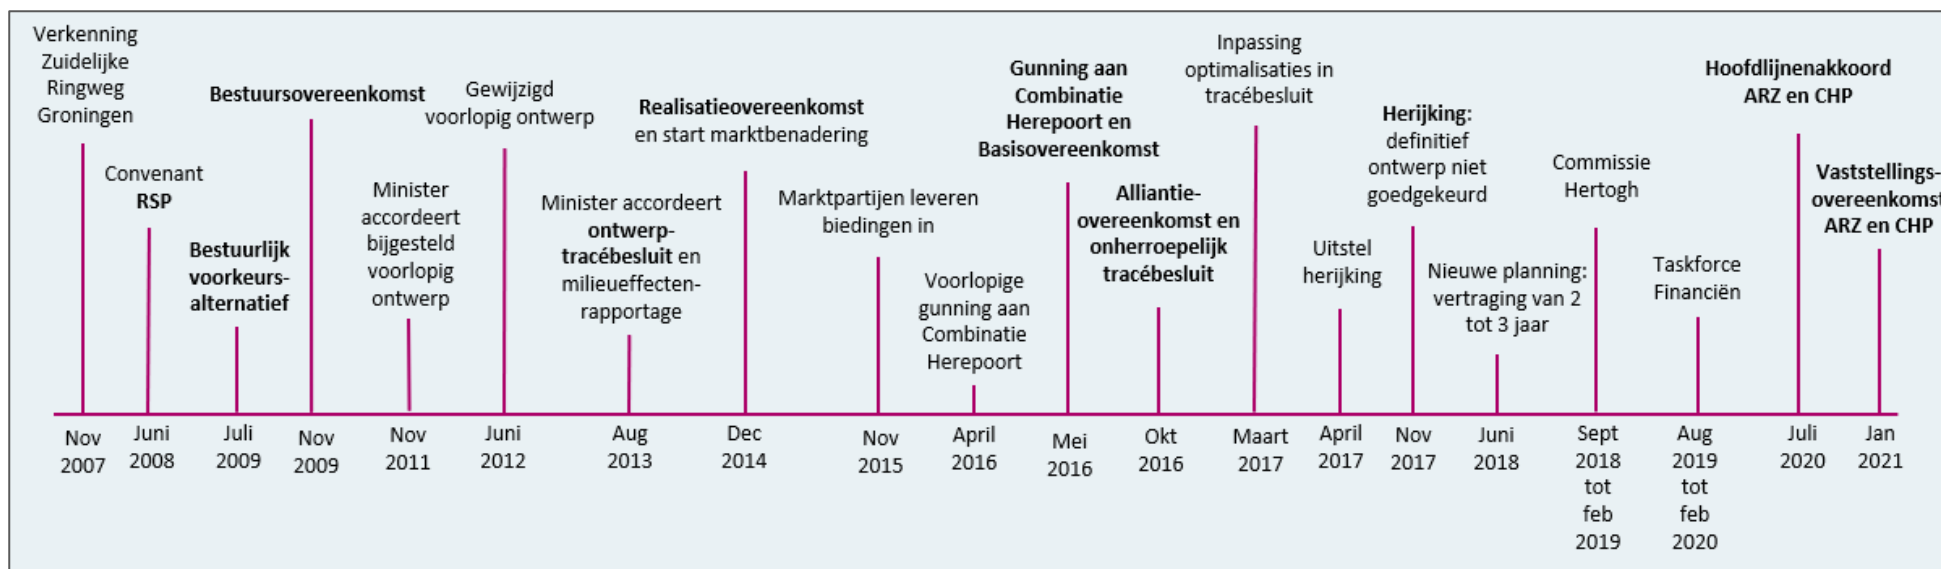 Verkenning
Zuidelijke
Ringweg
Groningen
Convenant
RSP
Bestuurlijk
voorkeurs-
alternatief
Bestuursovereenkomst
Minister
accordeert
bijgesteld
voorlopig
ontwerp
Gewijzigd
voorlopig ontwerp
Minister accordeert
ontwerp-
tracébesluit en
milieueffecten-
rapportage
Realisatieovereenkomst
en start marktbenadering
Marktpartijen leveren
biedingen in
Voorlopige
gunning aan
Combinatie
Herepoort
Gunning aan
Combinatie
Herepoort en
Basisovereenkomst
Alliantie-
overeenkomst en
onherroepelijk
tracébesluit
Inpassing
optimalisaties in
tracébesluit
Uitstel
herijking
Herijking:
definitief
ontwerp niet
goedgekeurd
Nieuwe planning:
vertraging van 2
tot 3 jaar
Commissie
Hertogh
Taskforce
Financiën
Hoofdlijnenakkoord
ARZ en CHP
Vaststellings-
overeenkomst
ARZ en CHP
Nov
2007
Juni
2008
Juli
2009
Nov
2009
Nov
2011
Juni
2012
Aug
2013
Dec
2014
Nov
2015
April
2016
Mei
2016
Okt
2016
Maart
2017
April
2017
Nov
2017
Juni
2018
Sept
2018
tot
feb
2019
Aug
2019
tot
feb
2020
Juli
2020
Jan
2021